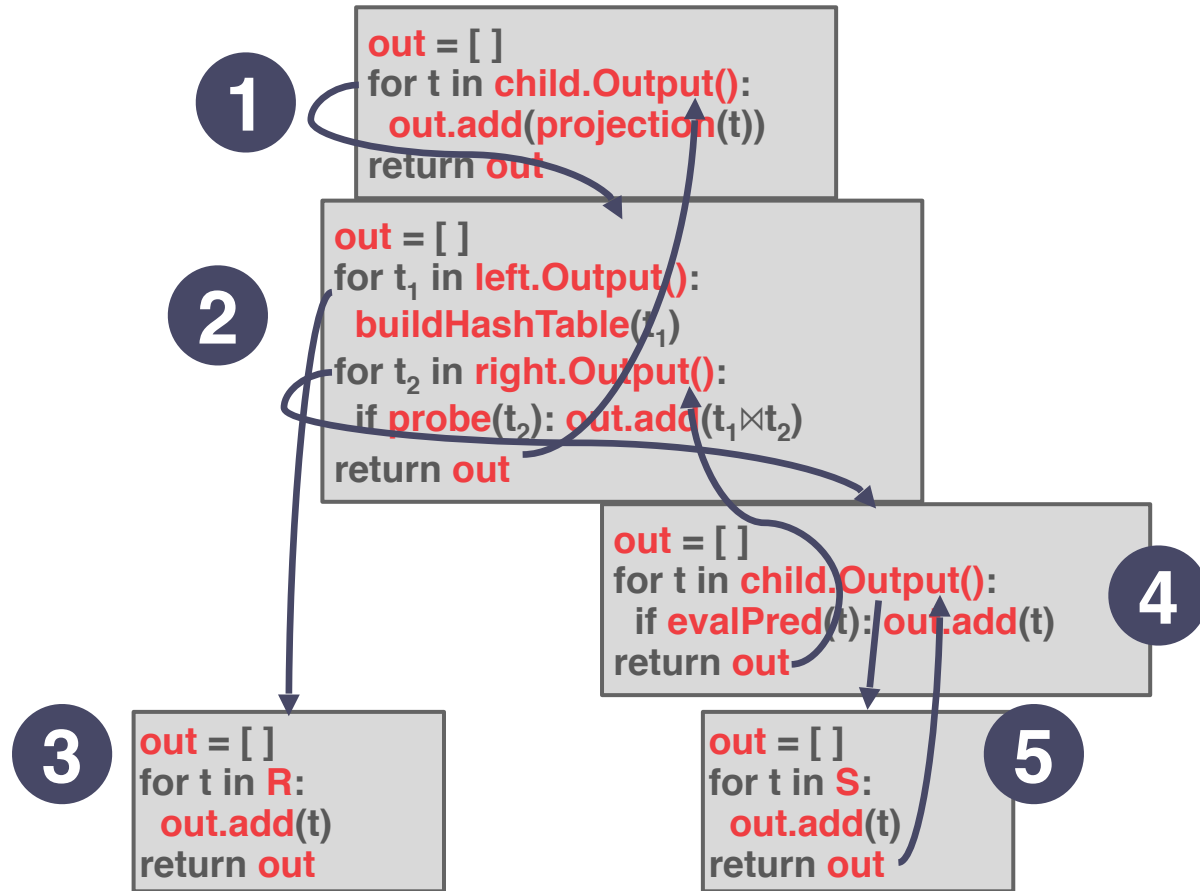 1
out = [ ]
for t in child.Output():
out.add(projection(t))
return out
2
out = [ ]
for t₁ in left.Output():
buildHashTable(t₁)
for t₂ in right.Output():
if probe(t₂): out.add(t₁⋈t₂)
return out
4
out = [ ]
for t in child.Output():
if evalPred(t): out.add(t)
return out
3
out = [ ]
for t in R:
out.add(t)
return out
5
out = [ ]
for t in S:
out.add(t)
return out